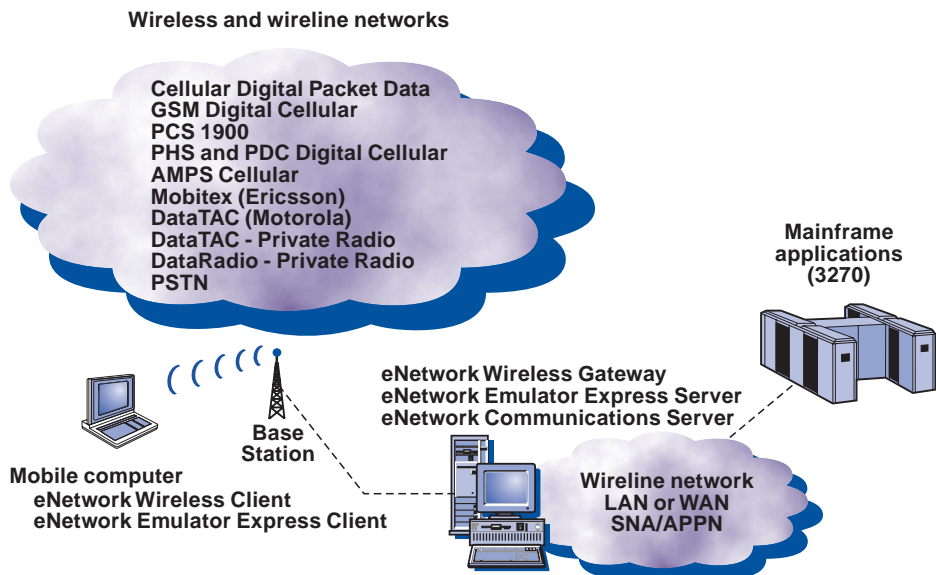 Wireless and wireline networks
Cellular Digital Packet Data
GSM Digital Cellular
PCS 1900
PHS and PDC Digital Cellular
AMPS Cellular
Mobitex (Ericsson)
DataTAC (Motorola)
DataTAC - Private Radio
DataRadio - Private Radio
PSTN
Mainframe
applications
(3270)
eNetwork Wireless Gateway
eNetwork Emulator Express Server
eNetwork Communications Server
Base
Station
Mobile computer
eNetwork Wireless Client
eNetwork Emulator Express Client
Wireline network
LAN or WAN
SNA/APPN